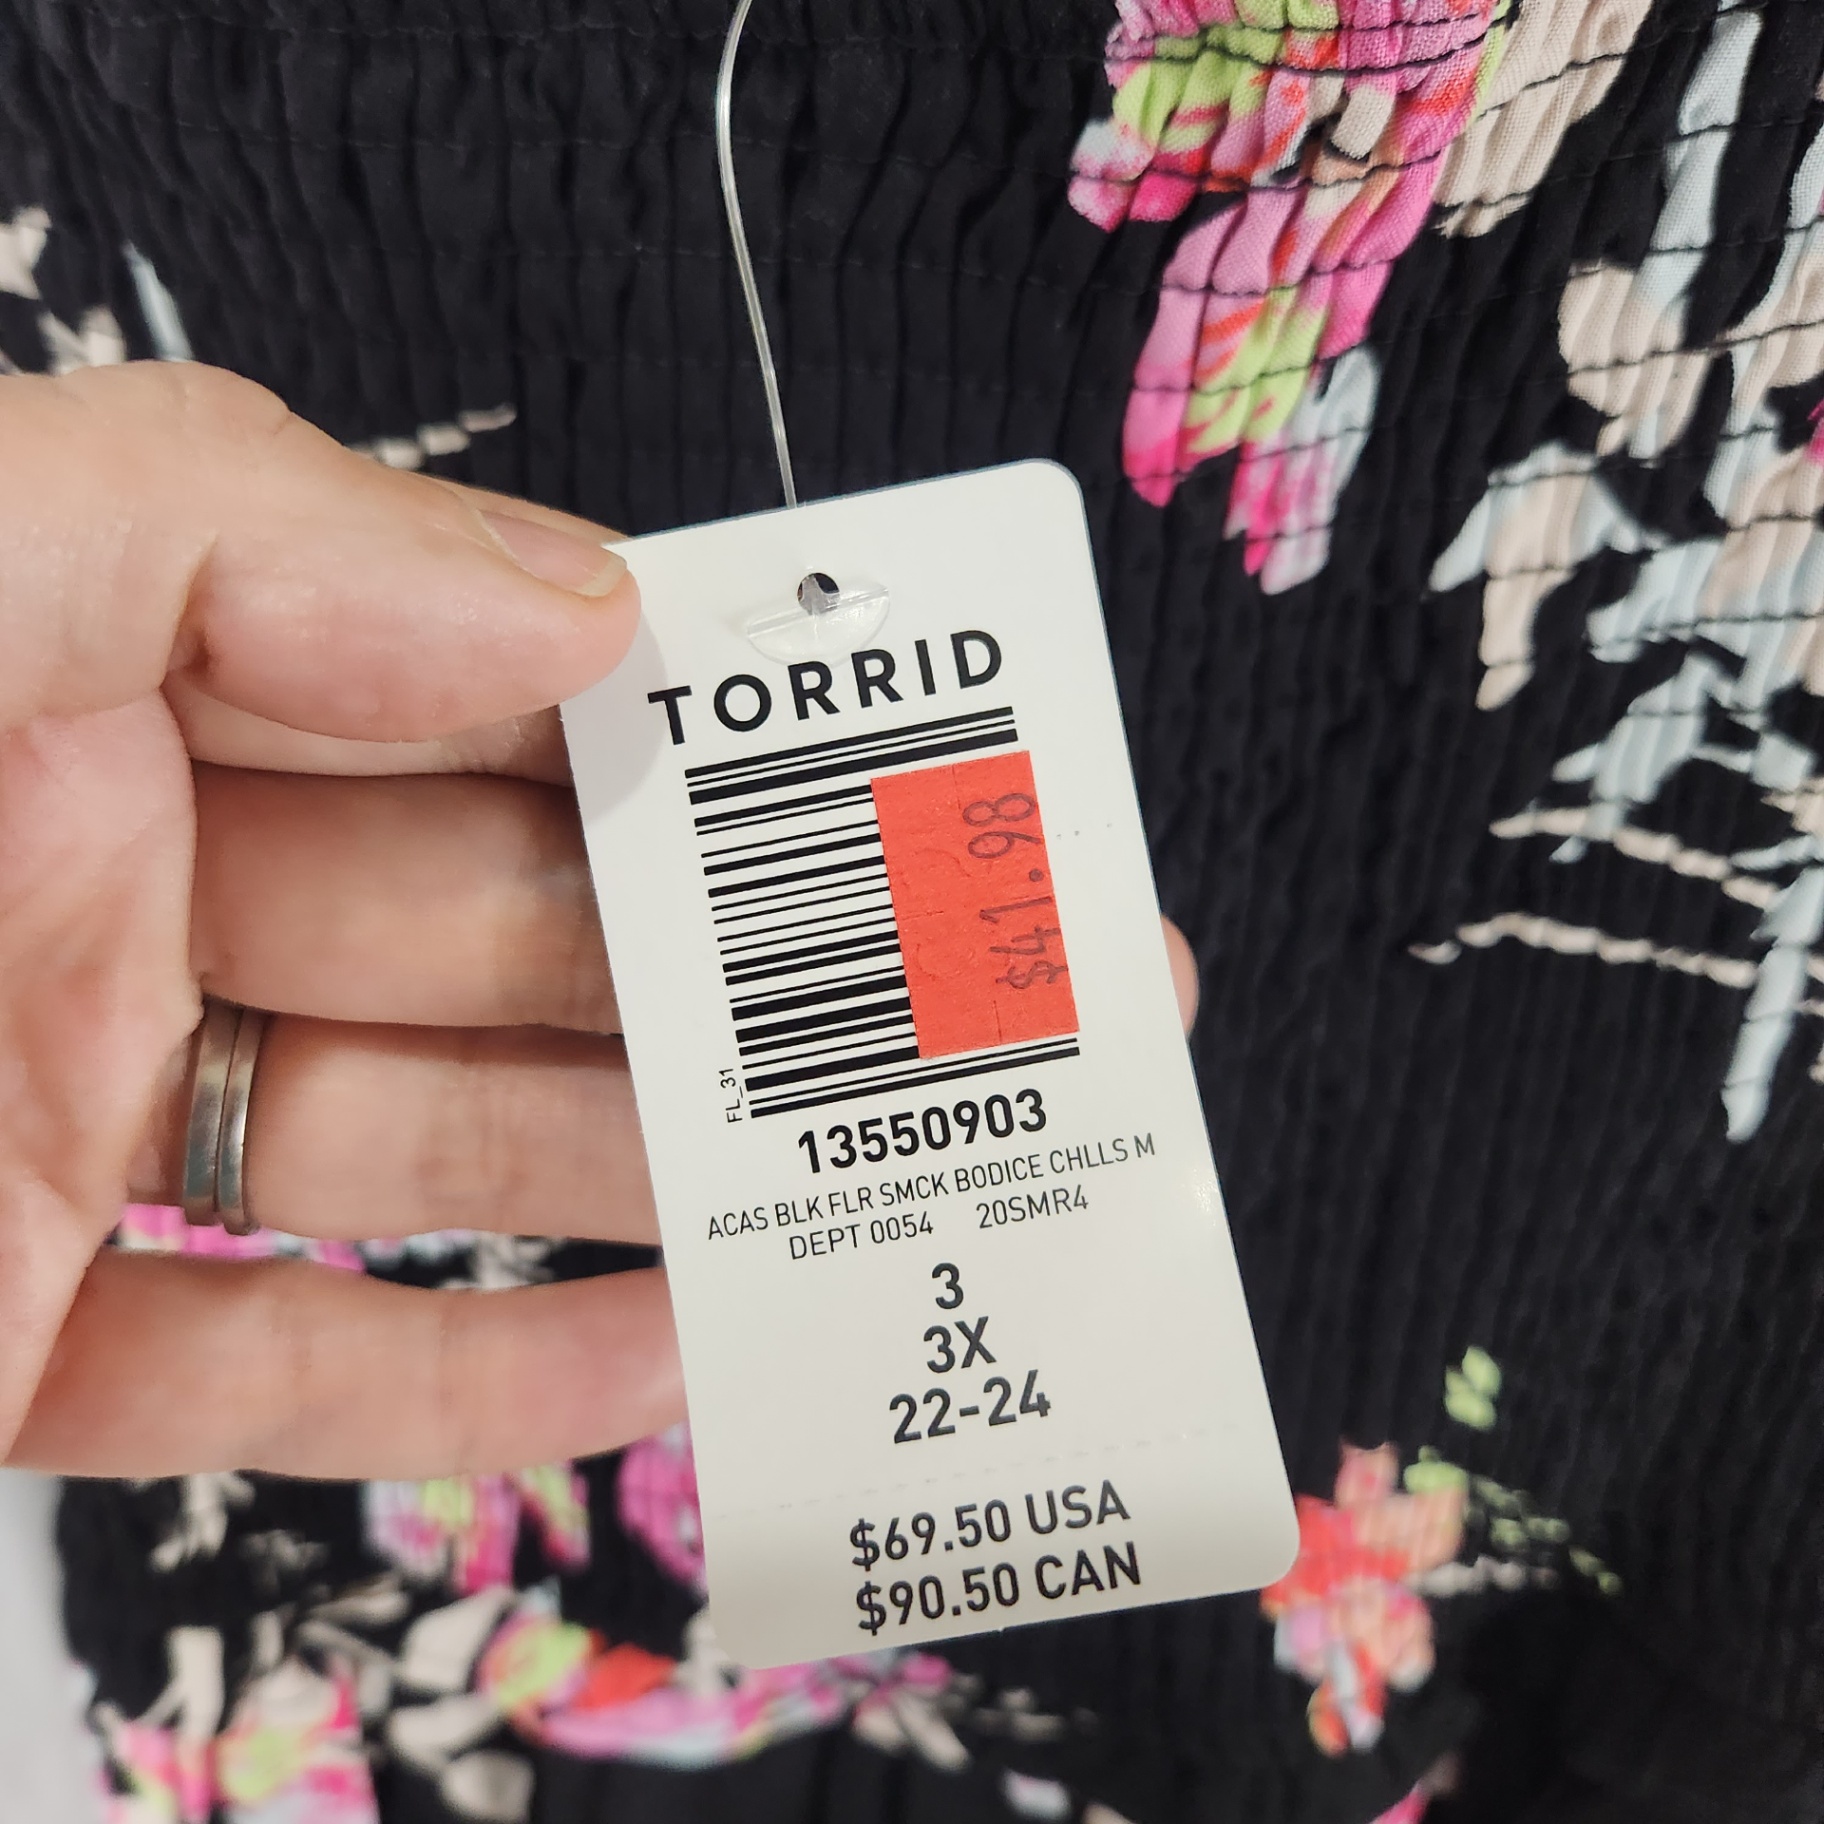 TORRID
$41.98
FL_31
13550903
ACAS BLK FLR SMCK BODICE CHLLS M
DEPT 0054 20SMR4
3
3X
22-24
$69.50 USA
$90.50 CAN